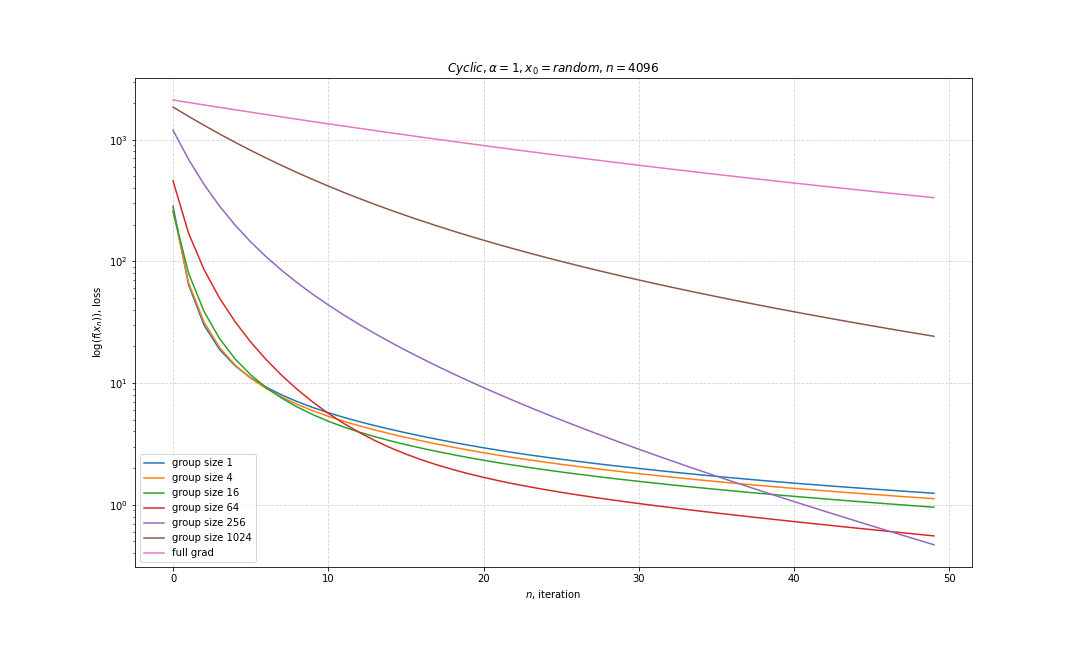 Cyclic, α = 1, x₀ = random, n = 4096
log(f(xₙ)), loss
10³
10²
10¹
10⁰
group size 1
group size 4
group size 16
group size 64
group size 256
group size 1024
full grad
0 10 20 30 40 50
n, iteration